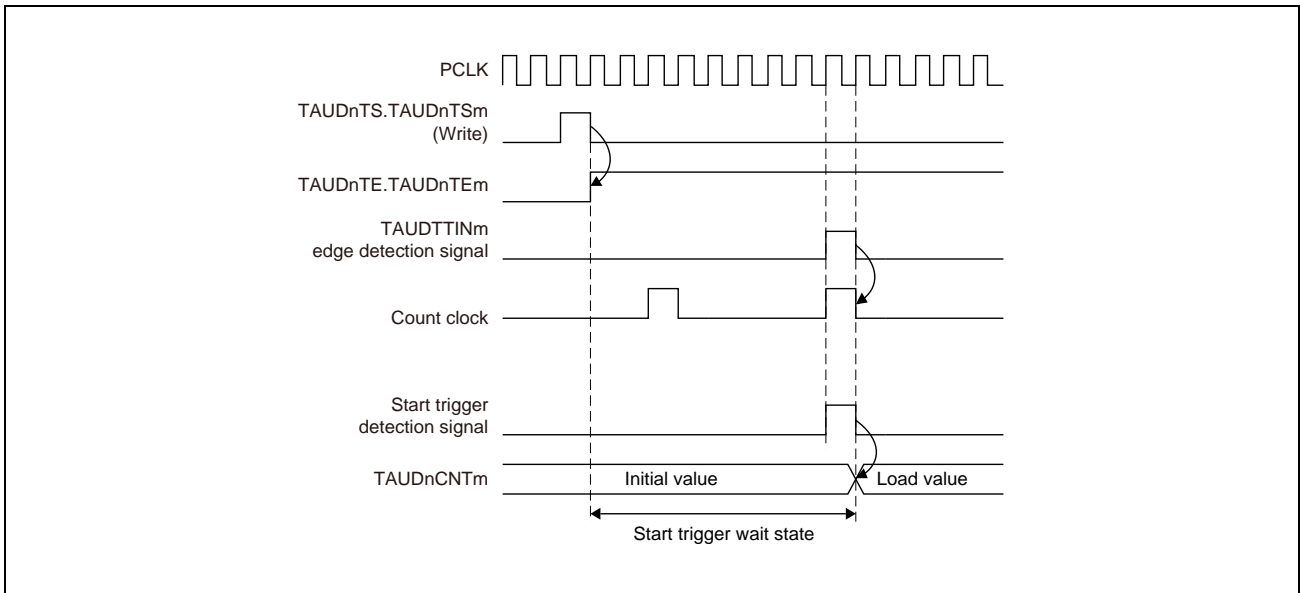 PCLK
TAUDnTS.TAUDnTSm
(Write)
TAUDnTE.TAUDnTEm
TAUDTTINm
edge detection signal
Count clock
Start trigger
detection signal
TAUDnCNTm
Initial value
Load value
Start trigger wait state